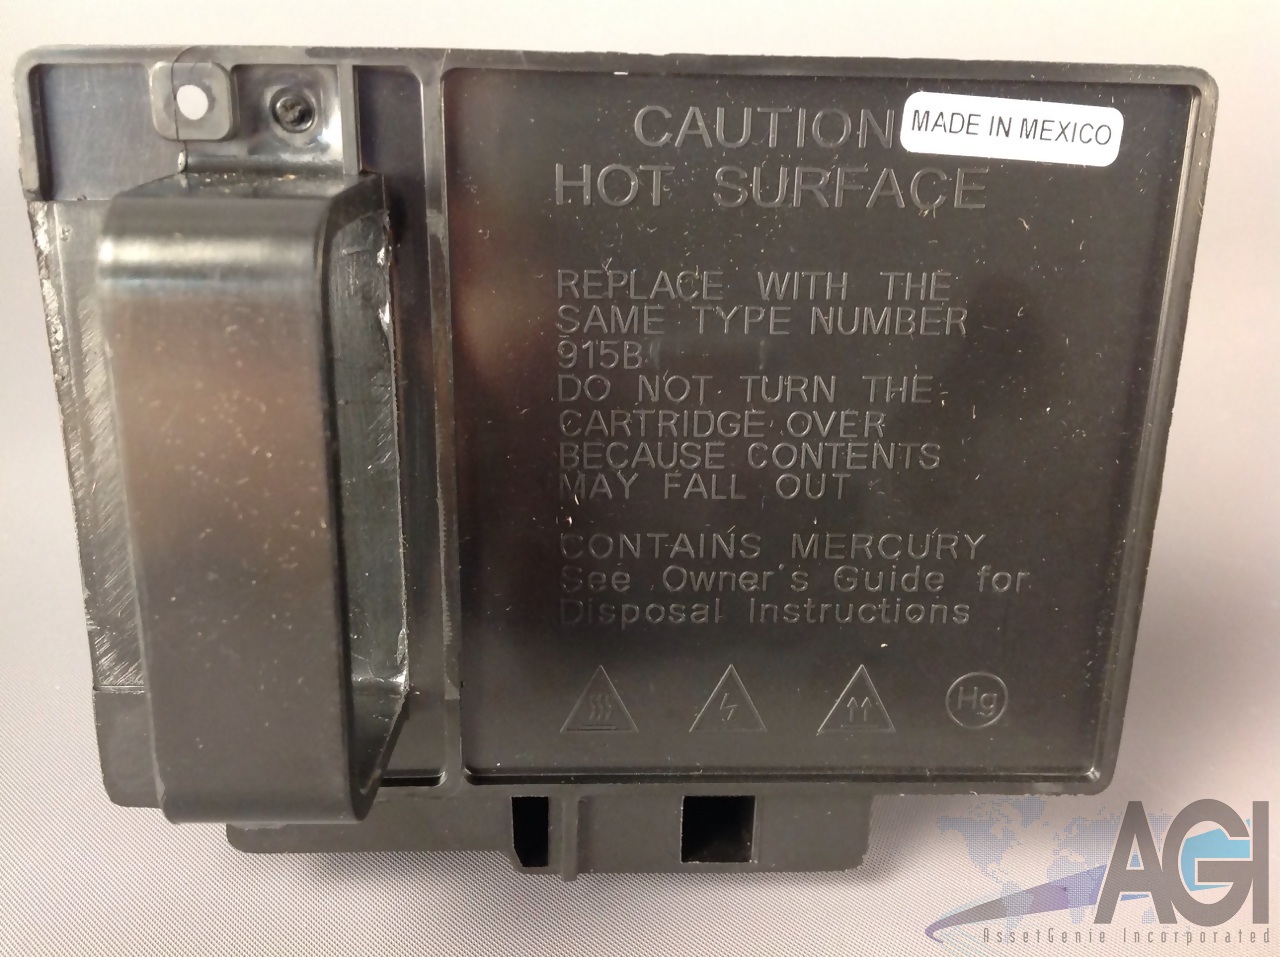 CAUTION
MADE IN MEXICO
HOT SURFACE
REPLACE WITH THE
SAME TYPE NUMBER
915B
DO NOT TURN THE
CARTRIDGE OVER
BECAUSE CONTENTS
MAY FALL OUT
CONTAINS MERCURY
See Owner's Guide for
Disposal Instructions
Hg
AGI
AssetGenie Incorporated